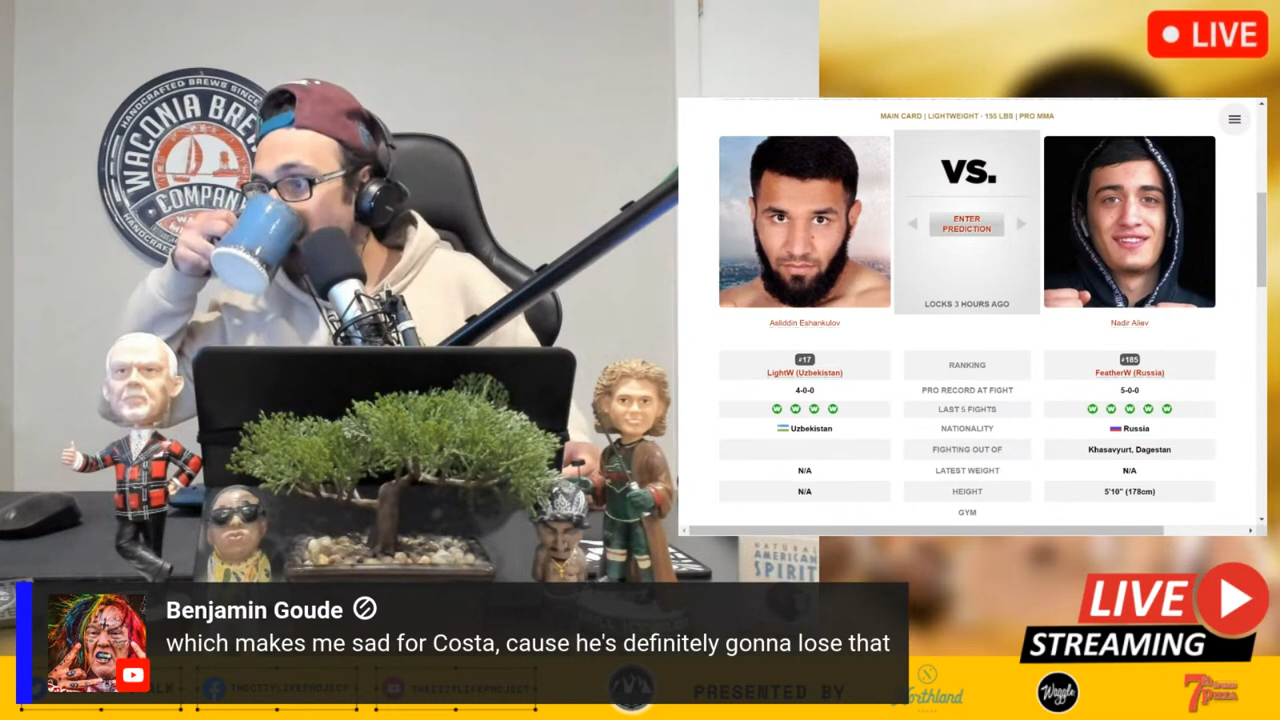 LIVE
HANDCRAFTED BREWS SINCE
WACONIA BREW
COMPANY
MAIN CARD | LIGHTWEIGHT · 155 LBS | PRO MMA
VS.
ENTER
PREDICTION
LOCKS 3 HOURS AGO
Asliddin Eshankulov
Nadir Aliev
#17 RANKING #185
LightW (Uzbekistan) FeatherW (Russia)
4-0-0 PRO RECORD AT FIGHT 5-0-0
W W W W LAST 5 FIGHTS W W W W W
Uzbekistan NATIONALITY Russia
FIGHTING OUT OF Khasavyurt, Dagestan
N/A LATEST WEIGHT N/A
N/A HEIGHT 5'10" (178cm)
GYM
NATURAL
AMERICAN
SPIRIT
Benjamin Goude
which makes me sad for Costa, cause he's definitely gonna lose that
LIVE
STREAMING
THECITYLIFEPROJECT
THECITYLIFEPROJECT
PRESENTED BY
Northland
Waggle